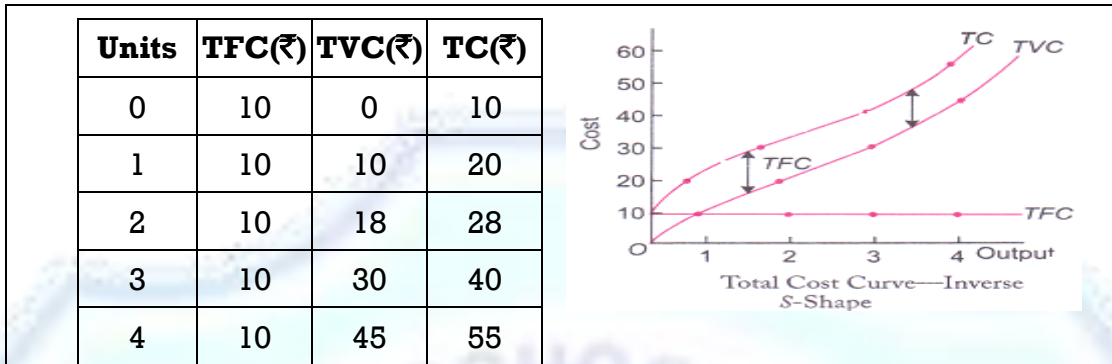 Units TFC(₹) TVC(₹) TC(₹)
0 10 0 10
1 10 10 20
2 10 18 28
3 10 30 40
4 10 45 55
TC TVC
60
50
40
30
20
10
O
Cost
TFC
TFC
1 2 3 4 Output
Total Cost Curve—Inverse
S-Shape